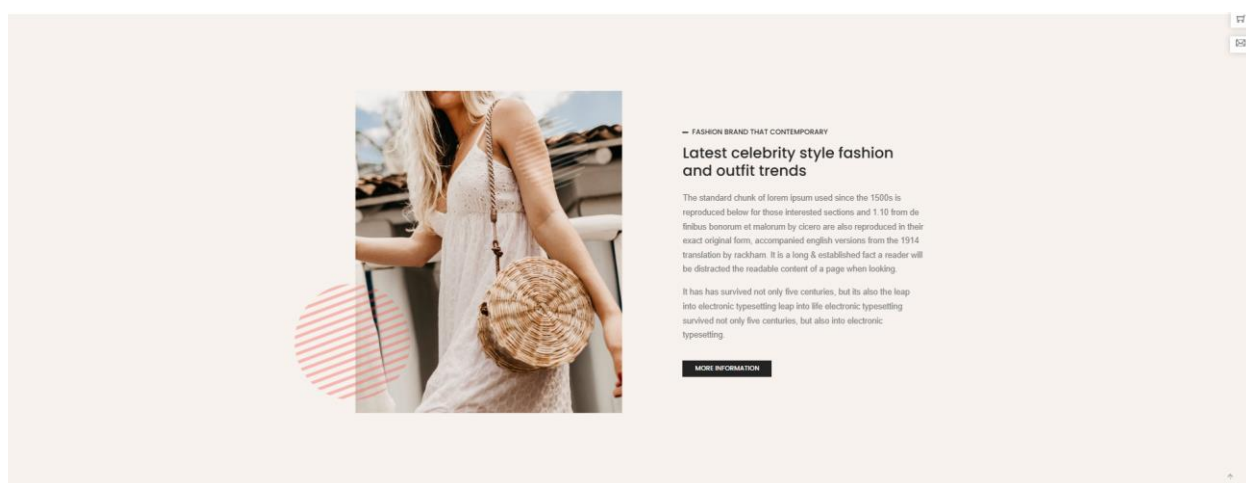 FASHION BRAND THAT CONTEMPORARY
Latest celebrity style fashion
and outfit trends
The standard chunk of lorem ipsum used since the 1500s is
reproduced below for those interested sections and 1.10 from de
finibus bonorum et malorum by cicero are also reproduced in their
exact original form, accompanied english versions from the 1914
translation by rackham. It is a long & established fact a reader will
be distracted the readable content of a page when looking.
It has has survived not only five centuries, but its also the leap
into electronic typesetting leap into life electronic typesetting
survived not only five centuries, but also into electronic
typesetting.
MORE INFORMATION